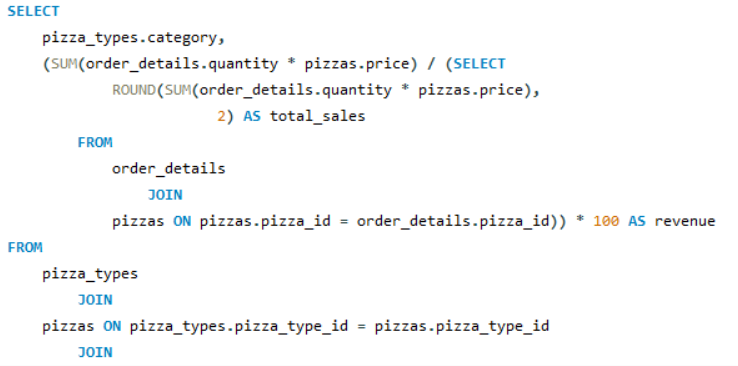 SELECT
pizza_types.category,
(SUM(order_details.quantity * pizzas.price) / (SELECT
ROUND(SUM(order_details.quantity * pizzas.price),
2) AS total_sales
FROM
order_details
JOIN
pizzas ON pizzas.pizza_id = order_details.pizza_id)) * 100 AS revenue
FROM
pizza_types
JOIN
pizzas ON pizza_types.pizza_type_id = pizzas.pizza_type_id
JOIN